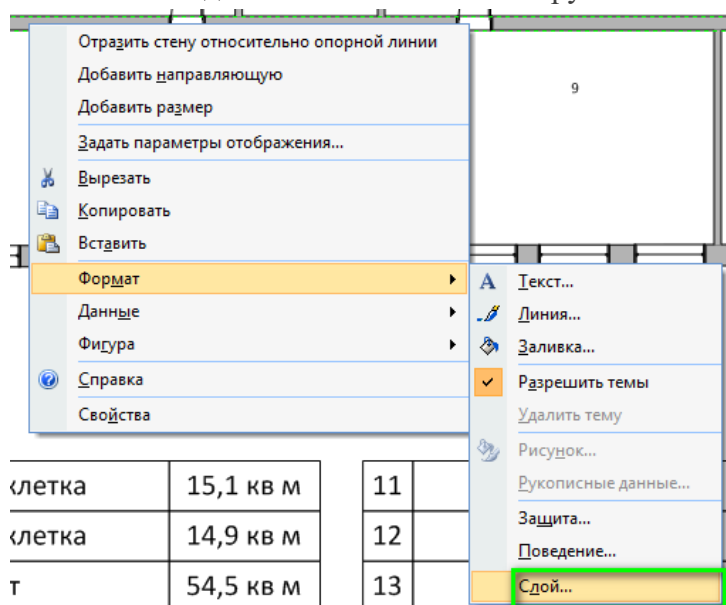 Отразить стену относительно опорной линии
Добавить направляющую
Добавить размер
9
Задать параметры отображения...
Вырезать
Копировать
Вставить
Формат
Данные
Фигура
Справка
Свойства
Текст...
Линия...
Заливка...
Разрешить темы
Удалить тему
Рисунок...
Рукописные данные...
Защита...
Поведение...
Слой...
клетка 15,1 кв м 11
клетка 14,9 кв м 12
т 54,5 кв м 13